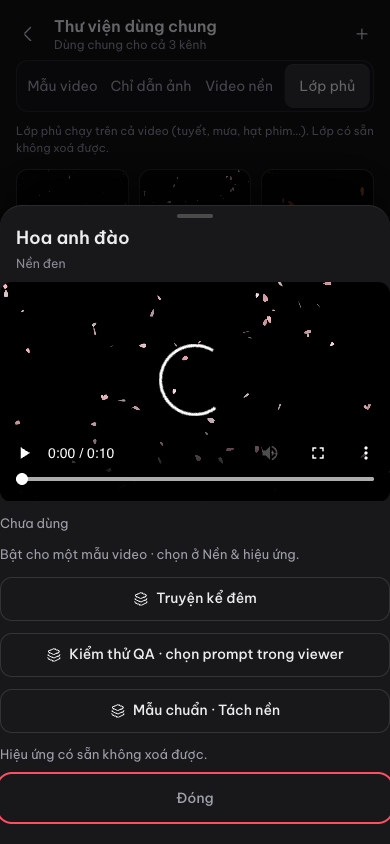 Thư viện dùng chung
Dùng chung cho cả 3 kênh
Mẫu video
Chỉ dẫn ảnh
Video nền
Lớp phủ
Lớp phủ chạy trên cả video (tuyết, mưa, hạt phim…). Lớp có sẵn
không xoá được.
Hoa anh đào
Nền đen
0:00 / 0:10
Chưa dùng
Bật cho một mẫu video · chọn ở Nền & hiệu ứng.
Truyện kể đêm
Kiểm thử QA · chọn prompt trong viewer
Mẫu chuẩn · Tách nền
Hiệu ứng có sẵn không xoá được.
Đóng